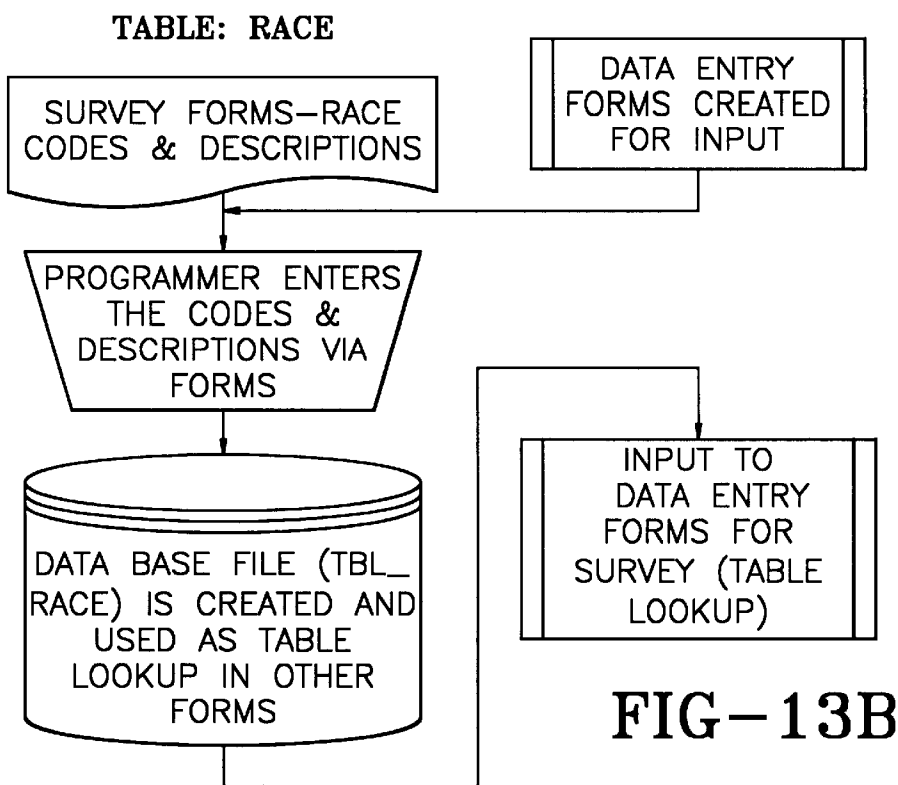 TABLE: RACE
SURVEY FORMS-RACE
CODES & DESCRIPTIONS
DATA ENTRY
FORMS CREATED
FOR INPUT
PROGRAMMER ENTERS
THE CODES &
DESCRIPTIONS VIA
FORMS
DATA BASE FILE (TBL_
RACE) IS CREATED AND
USED AS TABLE
LOOKUP IN OTHER
FORMS
INPUT TO
DATA ENTRY
FORMS FOR
SURVEY (TABLE
LOOKUP)
FIG-13B